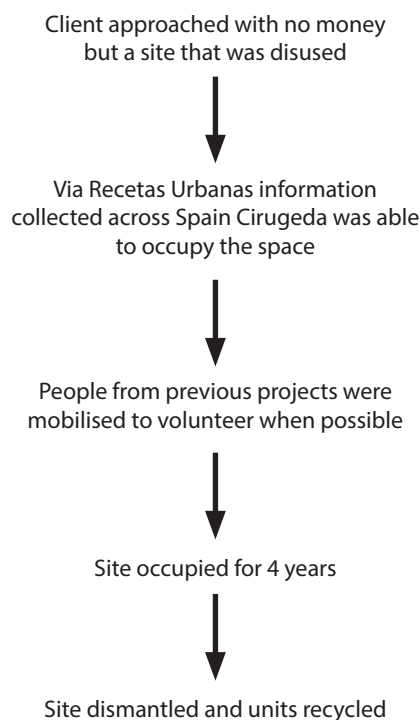 Client approached with no money
but a site that was disused
Via Recetas Urbanas information
collected across Spain Cirugeda was able
to occupy the space
People from previous projects were
mobilised to volunteer when possible
Site occupied for 4 years
Site dismantled and units recycled